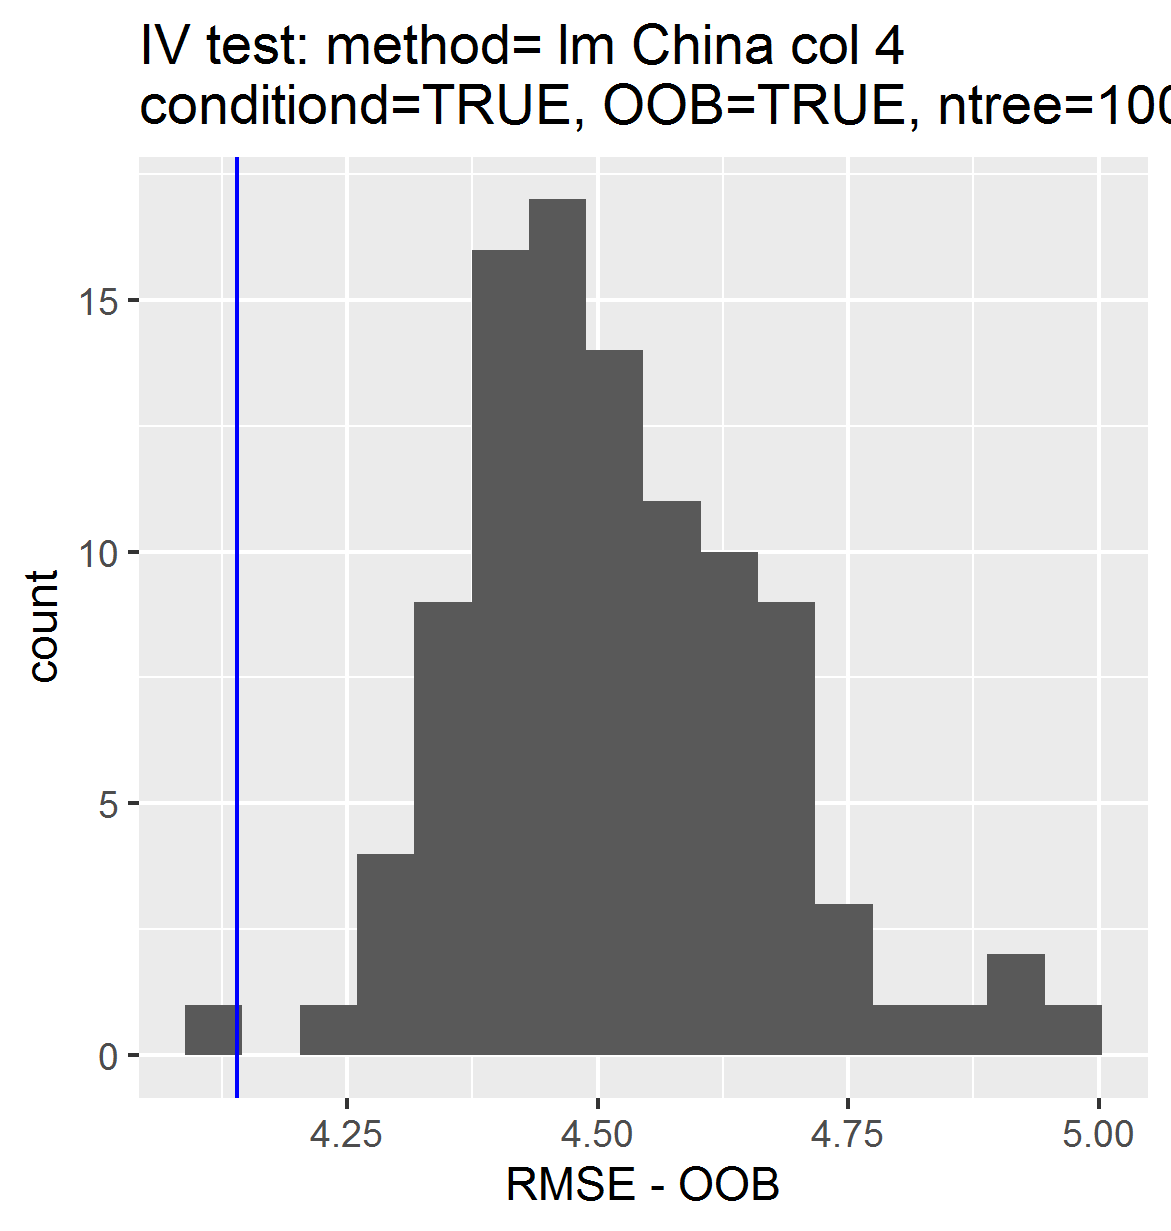 IV test: method= lm China col 4
conditiond=TRUE, OOB=TRUE, ntree=100
count
15
10
5
0
4.25 4.50 4.75 5.00
RMSE - OOB